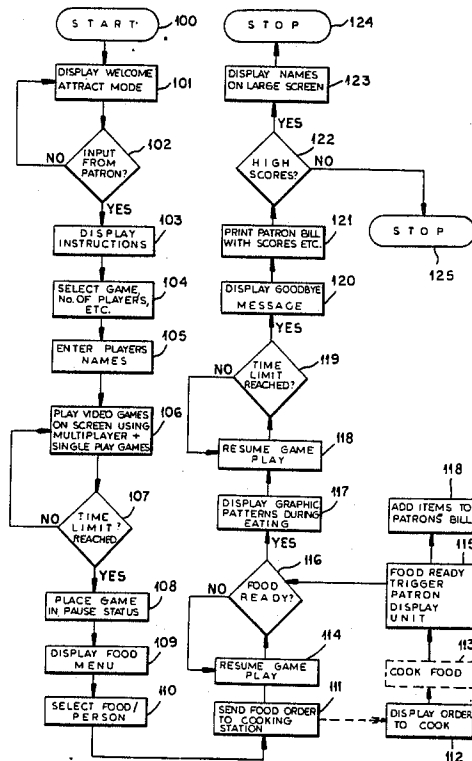 START
100
DISPLAY WELCOME
ATTRACT MODE
101
INPUT
FROM
PATRON?
102
NO
YES
DISPLAY
INSTRUCTIONS
103
SELECT GAME,
No. OF PLAYERS,
ETC.
104
ENTER PLAYERS
NAMES
105
PLAY VIDEO GAMES
ON SCREEN USING
MULTIPLAYER +
SINGLE PLAY GAMES
106
TIME
LIMIT?
REACHED
107
NO
YES
PLACE GAME
IN PAUSE STATUS
108
DISPLAY FOOD
MENU
109
SELECT FOOD/
PERSON
110
SEND FOOD ORDER
TO COOKING
STATION
111
DISPLAY ORDER
TO COOK
112
COOK FOOD
113
FOOD READY
TRIGGER
PATRON
DISPLAY
UNIT
115
ADD ITEMS TO
PATRONS BILL
118
RESUME GAME
PLAY
114
FOOD
READY?
116
NO
YES
DISPLAY GRAPHIC
PATTERNS DURING
EATING
117
RESUME GAME
PLAY
118
TIME
LIMIT
REACHED?
119
NO
YES
DISPLAY GOODBYE
MESSAGE
120
PRINT PATRON BILL
WITH SCORES ETC.
121
HIGH
SCORES?
122
NO
YES
STOP
125
DISPLAY NAMES
ON LARGE SCREEN
123
STOP
124